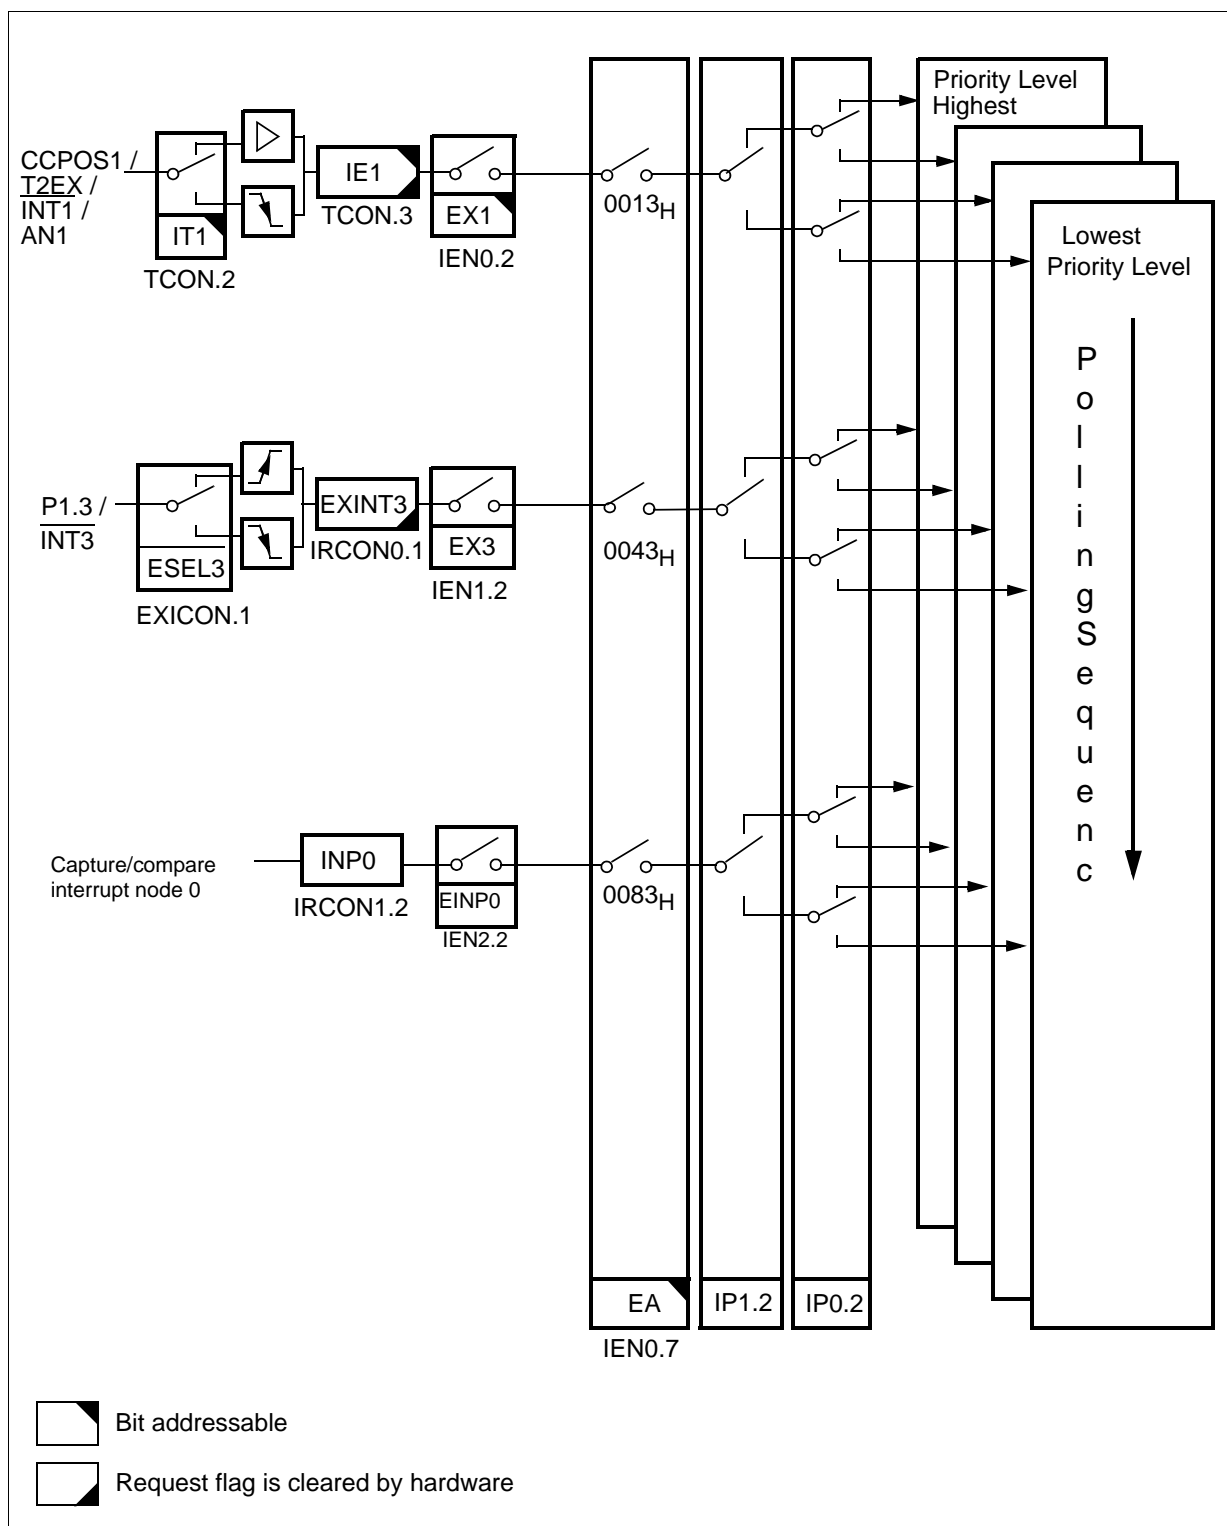 Priority Level
Highest
CCPOS1 /
T2EX /
INT1 /
AN1
IT1
TCON.2
IE1
TCON.3
EX1
IEN0.2
0013H
Lowest
Priority Level
P1.3 /
INT3
ESEL3
EXICON.1
EXINT3
IRCON0.1
EX3
IEN1.2
0043H
Polling Sequenc
Capture/compare
interrupt node 0
INP0
IRCON1.2
EINP0
IEN2.2
0083H
EA
IEN0.7
IP1.2
IP0.2
Bit addressable
Request flag is cleared by hardware